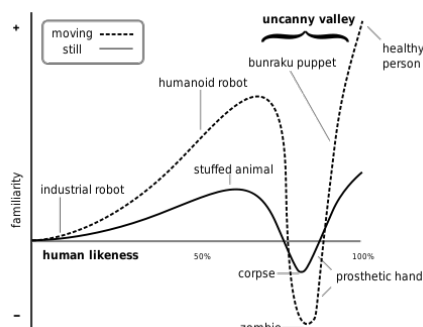 +
moving
still
uncanny valley
healthy
person
bunraku puppet
humanoid robot
stuffed animal
industrial robot
familiarity
human likeness
50%
100%
corpse
prosthetic hand
zombie
–